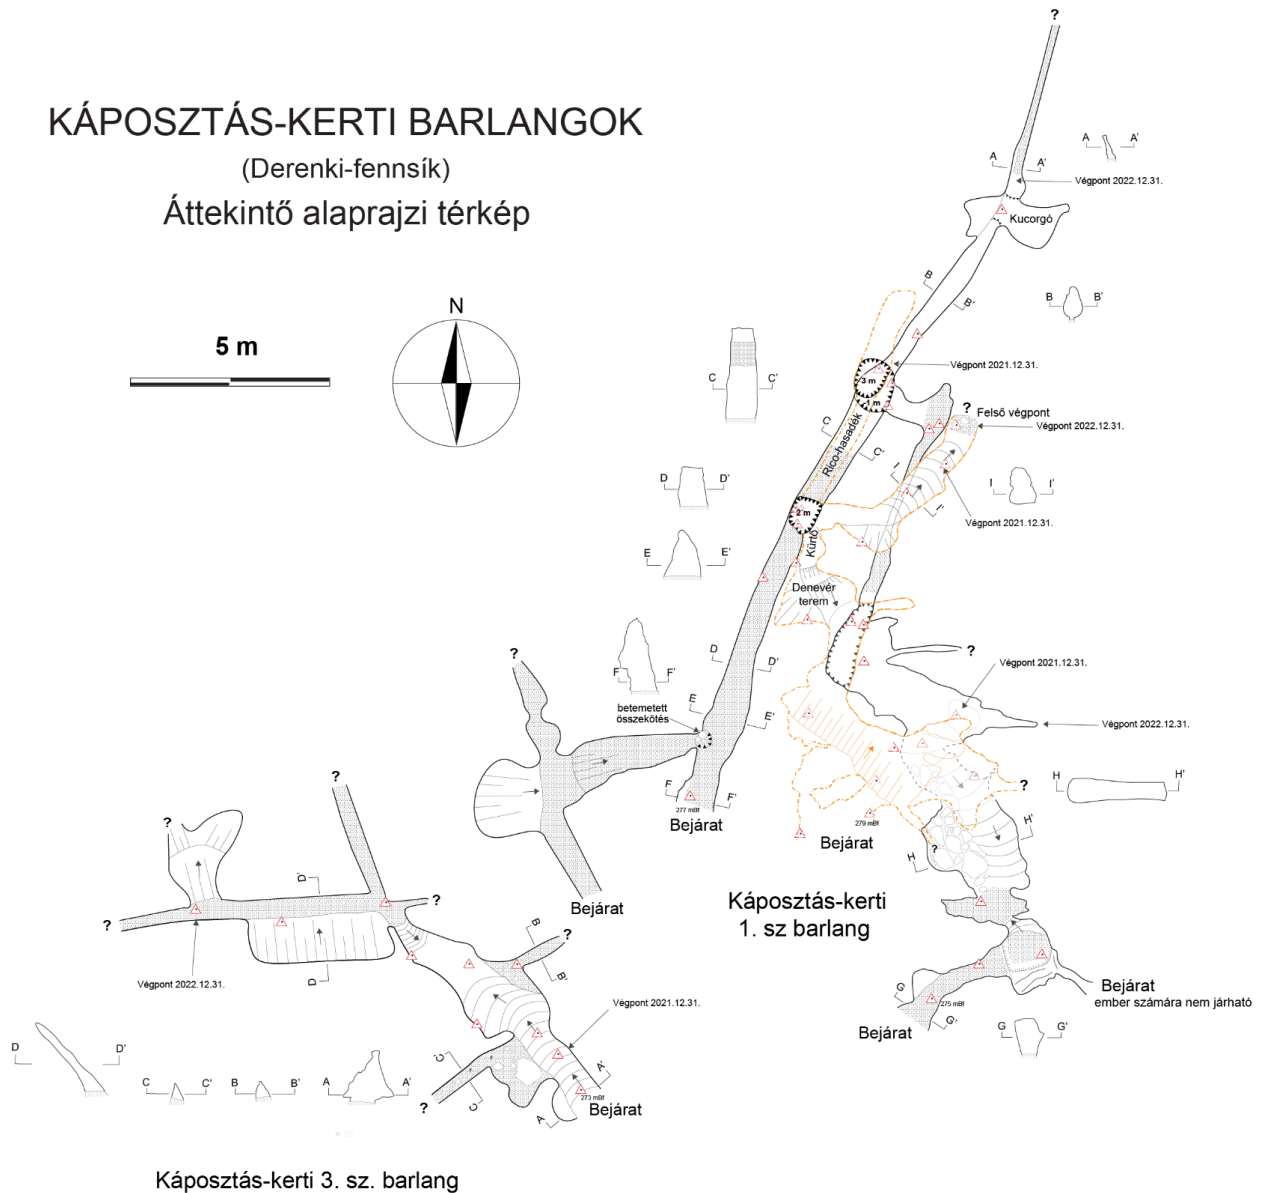 KÁPOSZTÁS-KERTI BARLANGOK
(Derenki-fennsík)
Áttekintő alaprajzi térkép
N
5 m
?
A
A'
A
A'
Végpont 2022.12.31.
Kucorgó
B
B'
B
B'
Végpont 2021.12.31.
3 m
-1 m
C
C'
C
C'
Rico-hasadék
?
Felső végpont
Végpont 2022.12.31.
D
D'
I
I'
I
I'
2 m
Végpont 2021.12.31.
Kürtő
E
E'
Denevér
terem
?
?
D
D'
F
F'
Végpont 2021.12.31.
E
E'
betemetett
összekötés
Végpont 2022.12.31.
?
H
H'
?
F
F'
277 mBf
Bejárat
279 mBf
Bejárat
H'
H
?
?
D'
?
?
?
D
Végpont 2022.12.31.
Bejárat
Káposztás-kerti
1. sz barlang
B
B'
Végpont 2021.12.31.
G
G'
275 mBf
Bejárat
Bejárat
ember számára nem járható
G
G'
D
D'
C
C'
B
B'
A
A'
C'
C
?
A'
A
273 mBf
Bejárat
Káposztás-kerti 3. sz. barlang